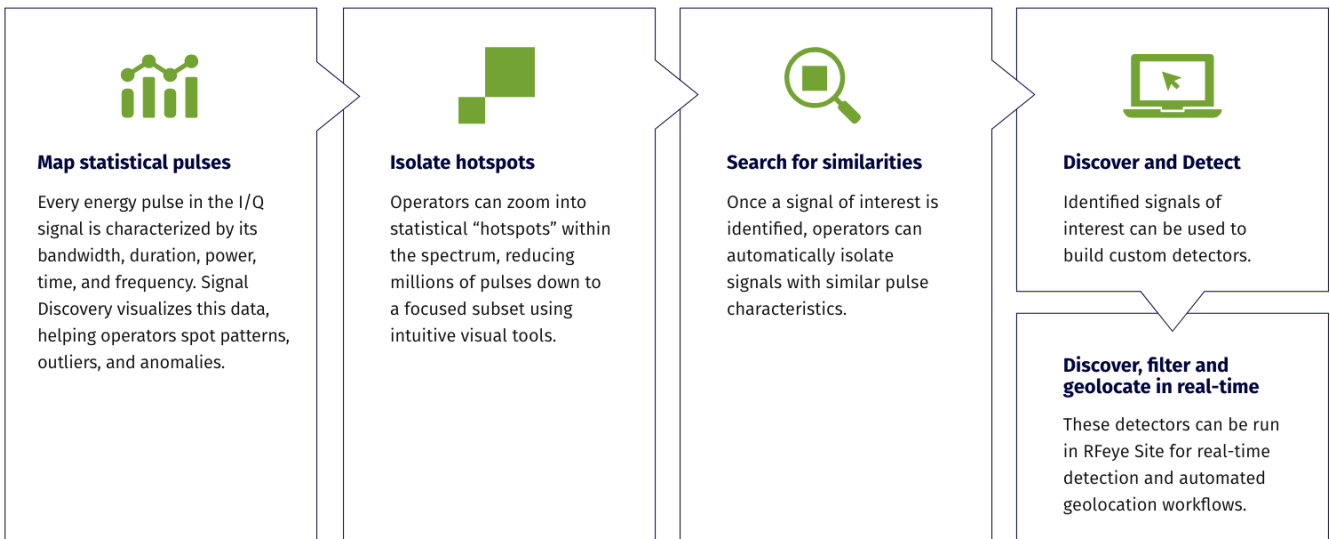 Map statistical pulses
Every energy pulse in the I/Q
signal is characterized by its
bandwidth, duration, power,
time, and frequency. Signal
Discovery visualizes this data,
helping operators spot patterns,
outliers, and anomalies.
Isolate hotspots
Operators can zoom into
statistical “hotspots” within
the spectrum, reducing
millions of pulses down to
a focused subset using
intuitive visual tools.
Search for similarities
Once a signal of interest is
identified, operators can
automatically isolate
signals with similar pulse
characteristics.
Discover and Detect
Identified signals of
interest can be used to
build custom detectors.
Discover, filter and
geolocate in real-time
These detectors can be run
in RFeye Site for real-time
detection and automated
geolocation workflows.